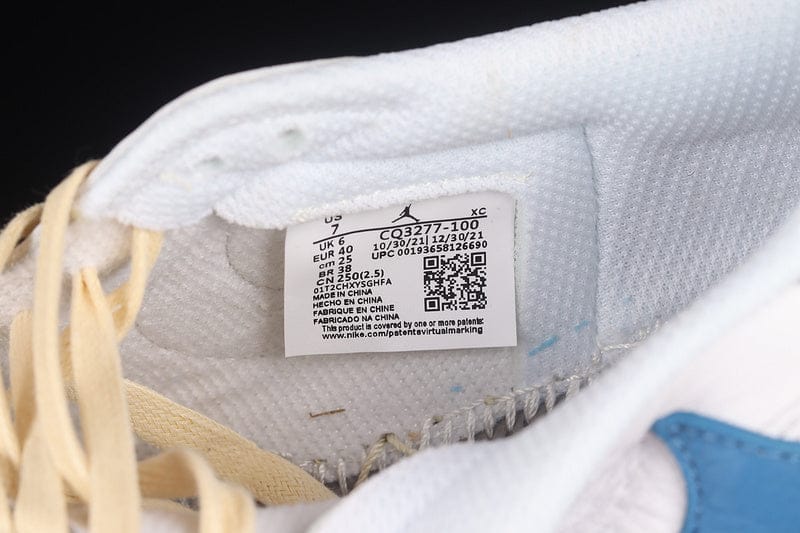 US XC
7 CQ3277-100
UK 6 10/30/21| 12/30/21
EUR 40 UPC 00193658126690
cm 25
BR 38
CN 250(2.5)
01T2CHXYSGHFA
MADE IN CHINA
HECHO EN CHINA
FABRIQUE EN CHINE
FABRICADO NA CHINA
This product is covered by one or more patents:
www.nike.com/patentsvirtualmarking